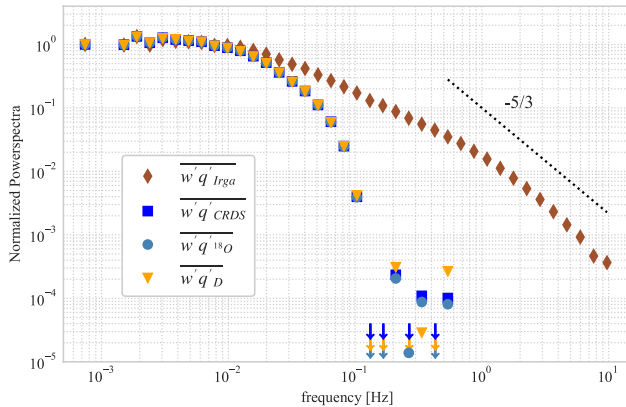 Normalized Powerspectra
10⁰
10⁻¹
10⁻²
10⁻³
10⁻⁴
10⁻⁵
-5/3
w'q'Irga
w'q'CRDS
w'q'¹⁸O
w'q'D
10⁻³
10⁻²
10⁻¹
10⁰
10¹
frequency [Hz]